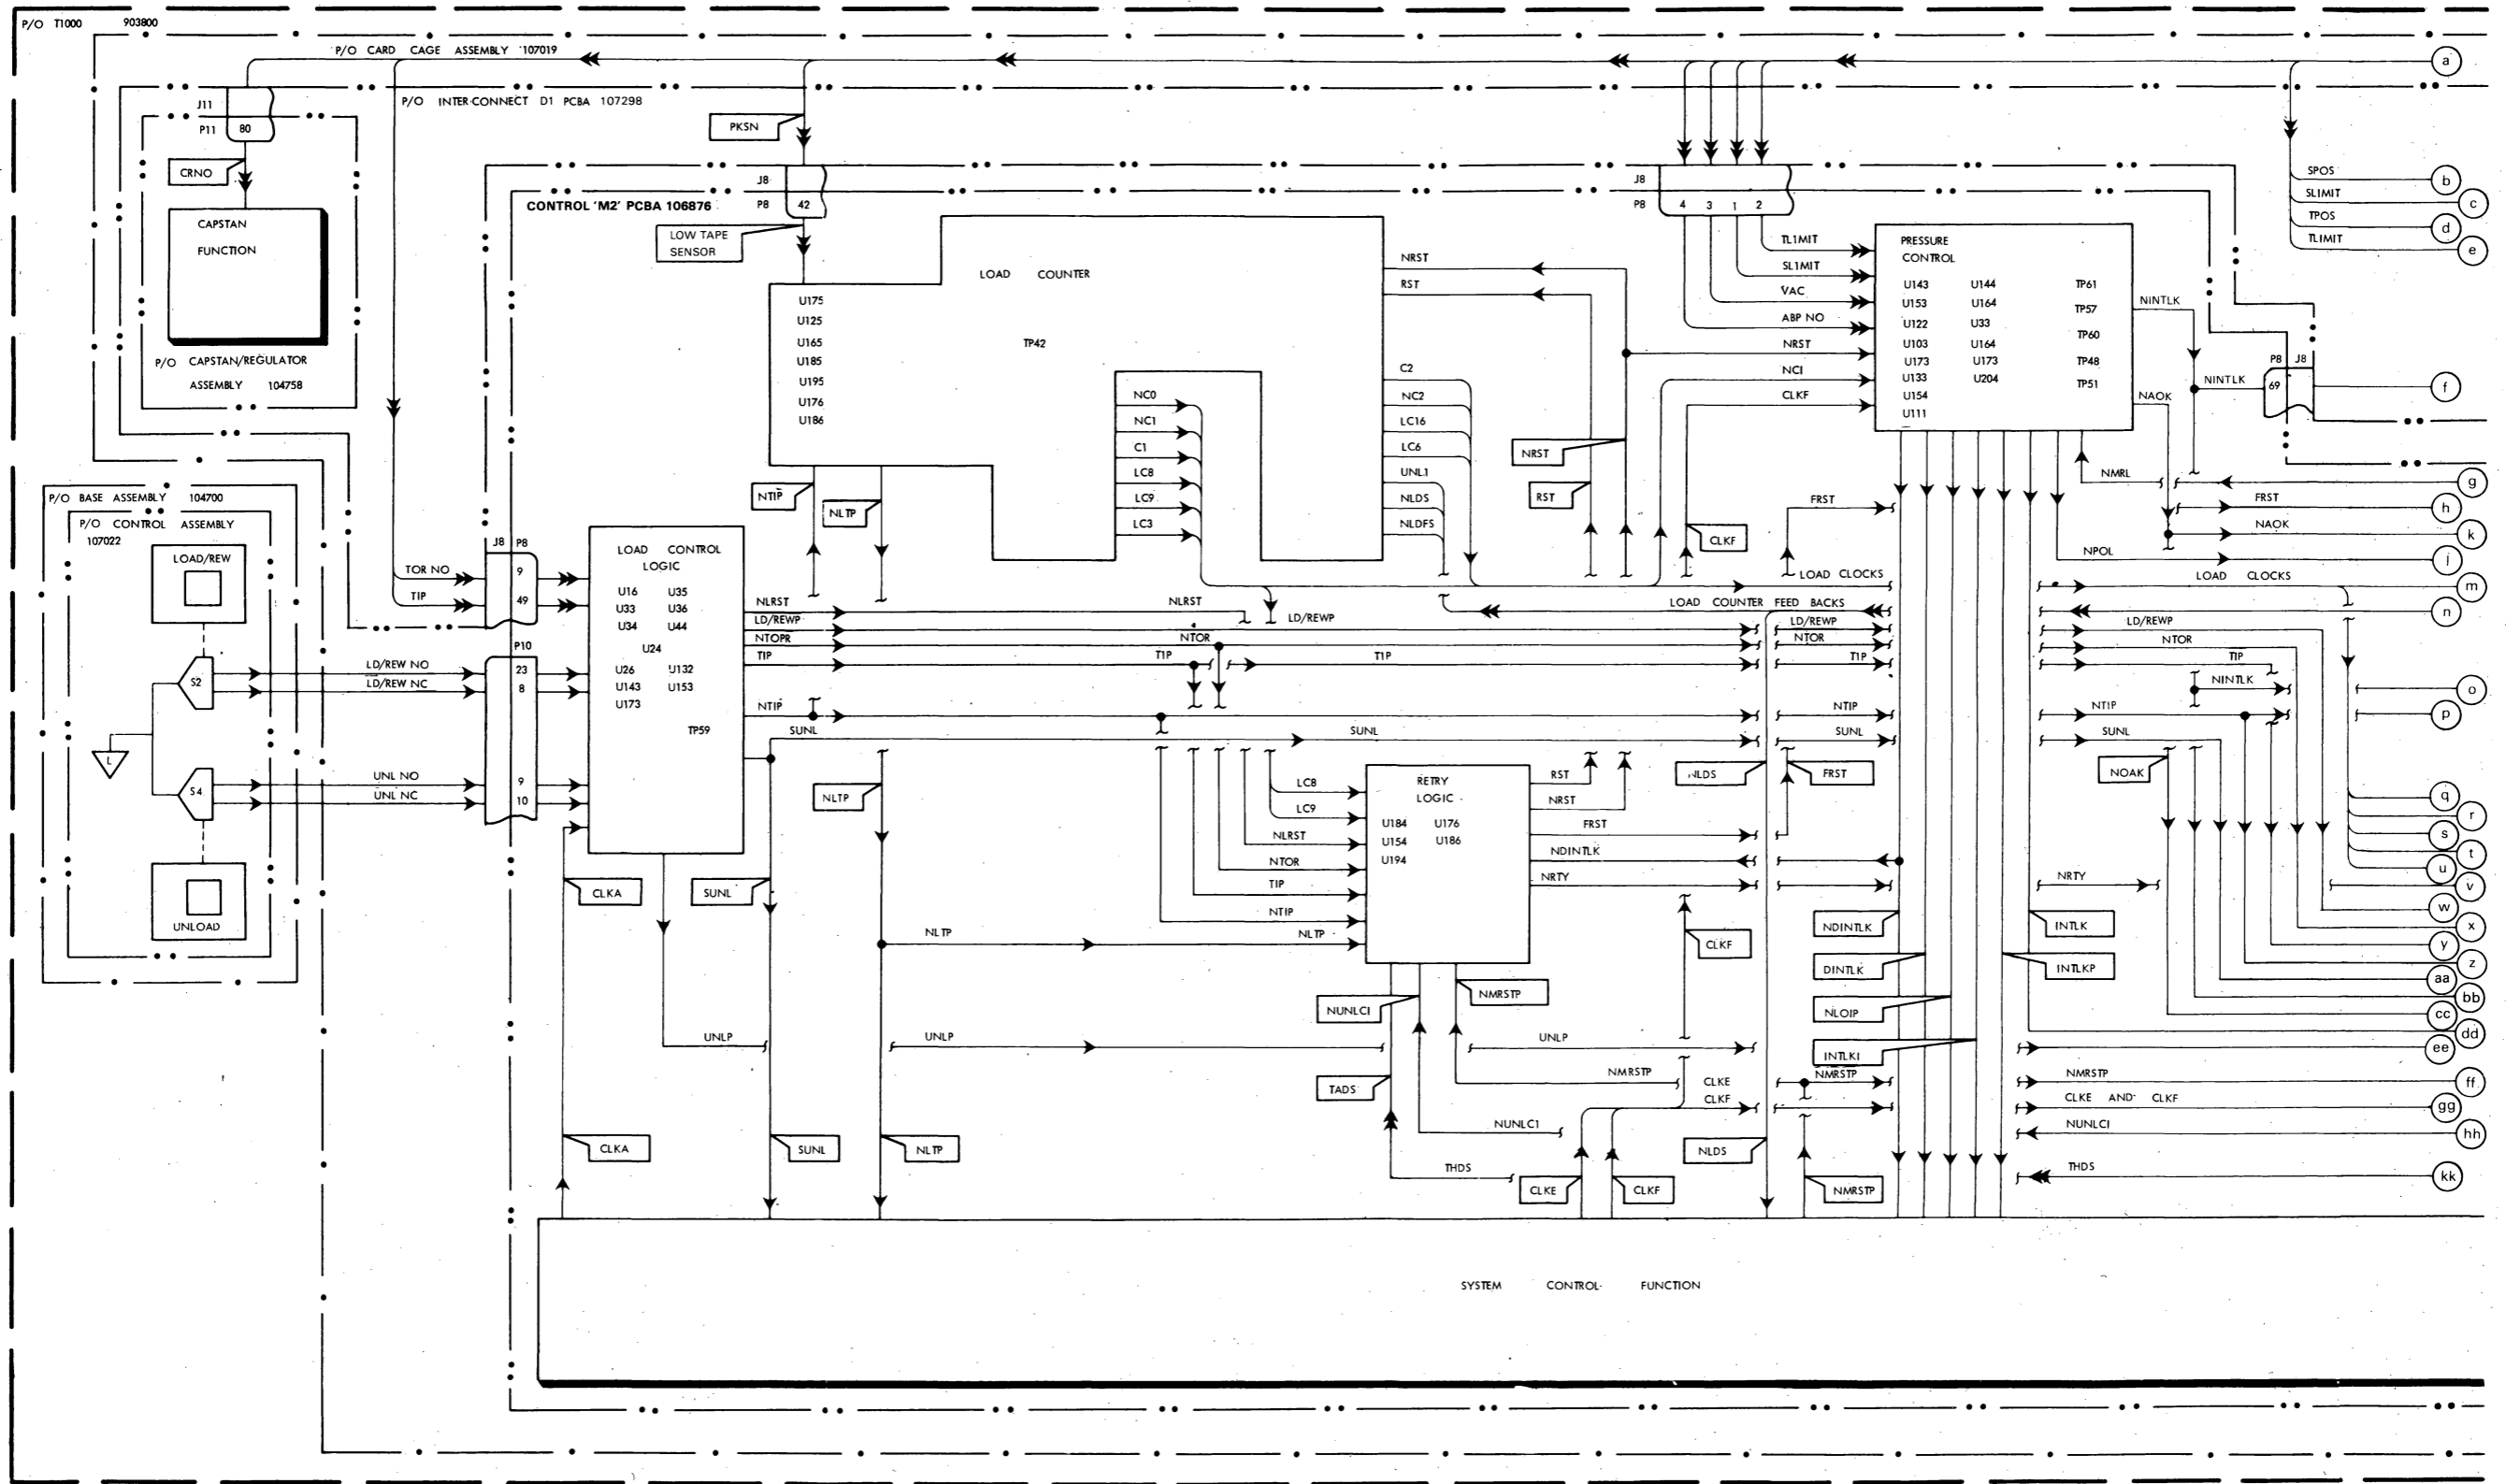 P/O T1000 903800
P/O CARD CAGE ASSEMBLY 107019
a
P/O INTERCONNECT D1 PCBA 107298
J11
P11 80
CRNO
CAPSTAN
FUNCTION
P/O CAPSTAN/REGULATOR
ASSEMBLY 104758
PKSN
J8
P8 42
CONTROL 'M2' PCBA 106876
LOW TAPE
SENSOR
LOAD COUNTER
U175
U125
U165
U185
U195
U176
U186
TP42
NC0
NC1
C1
LC8
LC9
LC3
NRST
RST
C2
NC2
LC16
LC6
UNL1
NLDS
NLDFS
NTIP
NLTP
J8
P8 4 3 1 2
TL1MIT
SL1MIT
VAC
ABP NO
NRST
NCI
CLKF
NRST
RST
CLKF
FRST
PRESSURE
CONTROL
U143 U144 TP61
U153 U164 TP57
U122 U33 TP60
U103 U164 TP48
U173 U173 TP51
U133 U204
U154
U111
NINTLK
NAOK
SPOS b
SLIMIT c
TPOS d
TLIMIT e
P8 J8
NINTLK 69 f
NMRL g
FRST h
NAOK k
NPOL j
LOAD CLOCKS m
n
LD/REWP
NTOR
TIP
NINTLK o
NTIP p
SUNL
NOAK
q
r
s
t
u
NRTY v
w
x
y
z
aa
bb
cc
dd
ee
NMRSTP ff
CLKE AND CLKF gg
NUNLCI hh
THDS kk
P/O BASE ASSEMBLY 104700
P/O CONTROL ASSEMBLY
107022
LOAD/REW
S2
L
S4
UNLOAD
TOR NO
TIP
J8 P8
9
49
P10
LD/REW NO 23
LD/REW NC 8
UNL NO 9
UNL NC 10
LOAD CONTROL
LOGIC
U16 U35
U33 U36
U34 U44
U24
U26 U132
U143 U153
U173
TP59
NLRST NLRST
LD/REWP LD/REWP
NTOPR NTOR
TIP T1P T1P
NTIP
SUNL SUNL
LOAD CLOCKS
LOAD COUNTER FEED BACKS
LD/REWP
NTOR
T1P
NTIP
SUNL
NLDS
FRST
CLKA
SUNL
NLTP
NLTP
UNLP
UNLP
UNLP
LC8
LC9
NLRST
NTOR
TIP
NTIP
NLTP
RETRY
LOGIC
U184 U176
U154 U186
U194
RST
NRST
FRST
NDINTLK
NRTY
CLKF
NUNLCI
NMRSTP
TADS
NMRSTP
NUNLC1
THDS
CLKE
CLKF
NMRSTP
NDINTLK
DINTLK
NLOIP
INTLKI
INTLK
INTLKP
CLKA
SUNL
NLTP
NLDS
CLKE
CLKF
NMRSTP
SYSTEM CONTROL FUNCTION